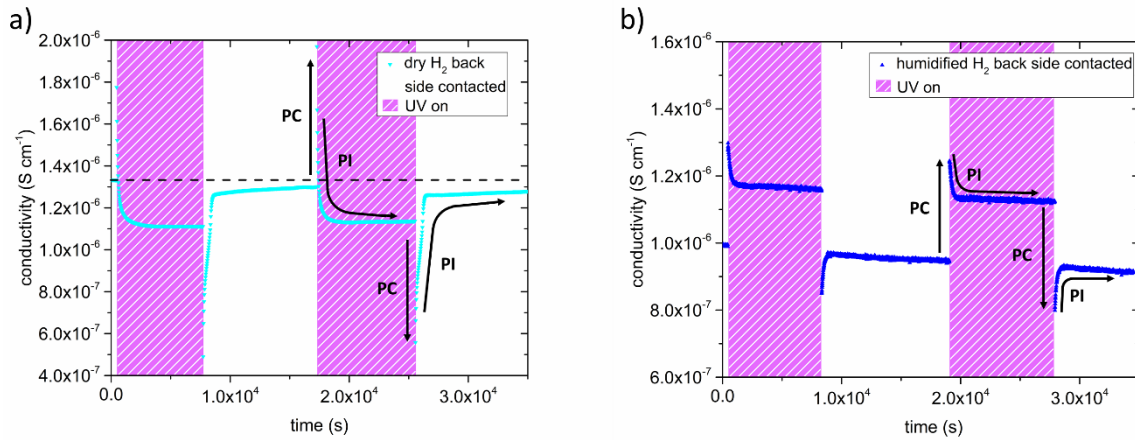 a)
2.0x10⁻⁶
1.8x10⁻⁶
1.6x10⁻⁶
1.4x10⁻⁶
1.2x10⁻⁶
1.0x10⁻⁶
8.0x10⁻⁷
6.0x10⁻⁷
4.0x10⁻⁷
conductivity (S cm⁻¹)
dry H₂ back
side contacted
UV on
PC
PI
PC
PI
0.0
1.0x10⁴
2.0x10⁴
3.0x10⁴
time (s)
b)
1.6x10⁻⁶
1.4x10⁻⁶
1.2x10⁻⁶
1.0x10⁻⁶
8.0x10⁻⁷
6.0x10⁻⁷
conductivity (S cm⁻¹)
humidified H₂ back side contacted
UV on
PC
PI
PC
PI
0.0
1.0x10⁴
2.0x10⁴
3.0x10⁴
time (s)